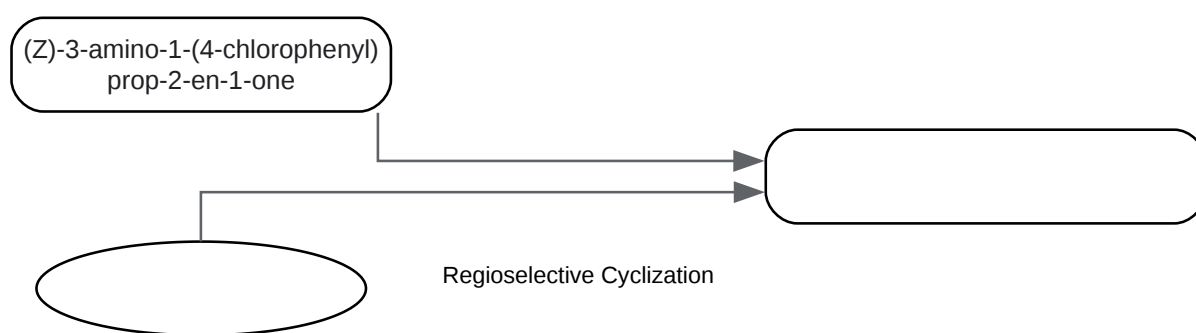 (Z)-3-amino-1-(4-chlorophenyl)
prop-2-en-1-one
Regioselective Cyclization